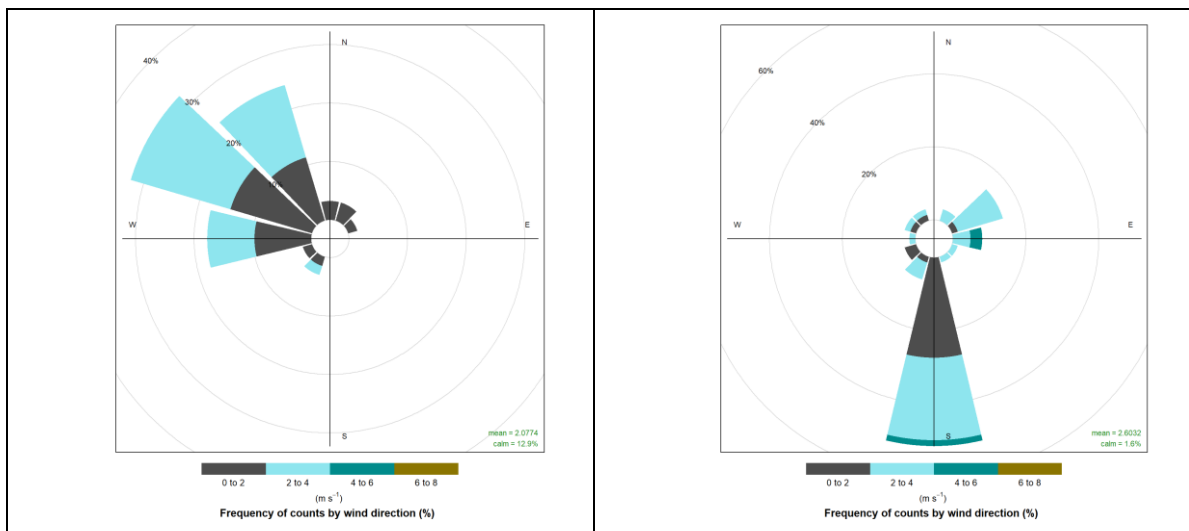 N
40%
30%
20%
10%
W
E
S
mean = 2.0774
calm = 12.9%
0 to 2 2 to 4 4 to 6 6 to 8
(m s⁻¹)
Frequency of counts by wind direction (%)
N
60%
40%
20%
W
E
S
mean = 2.6032
calm = 1.6%
0 to 2 2 to 4 4 to 6 6 to 8
(m s⁻¹)
Frequency of counts by wind direction (%)